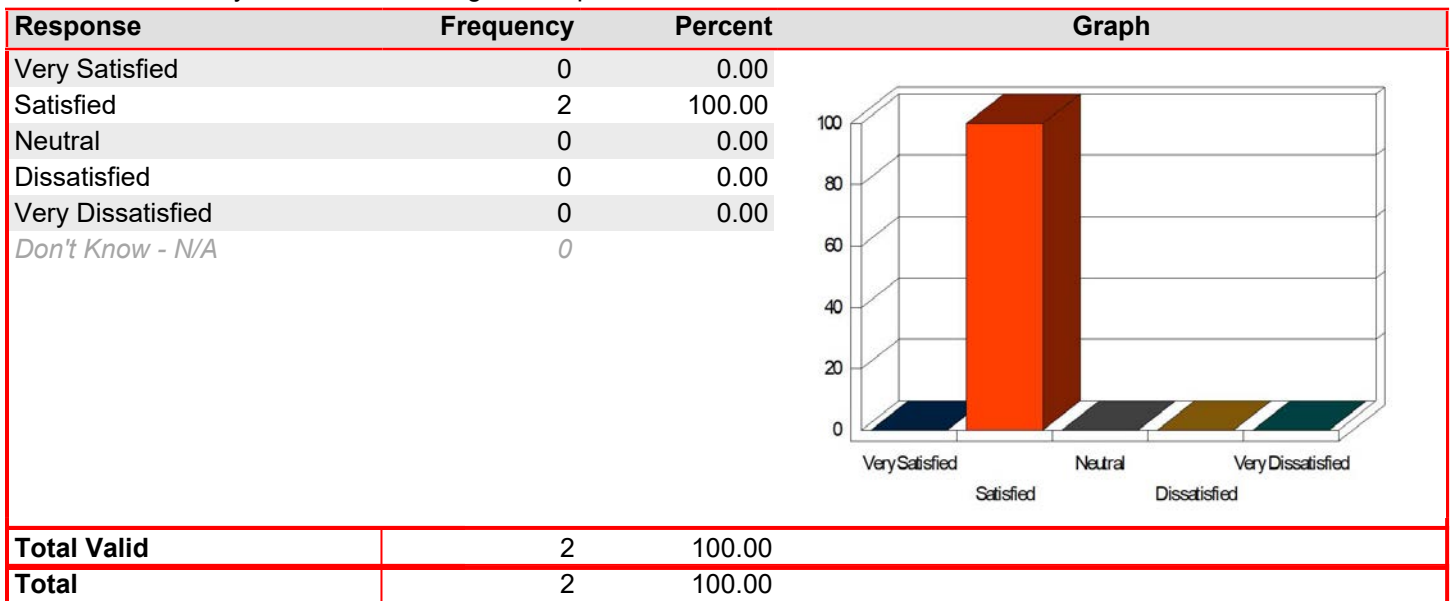 Response Frequency Percent Graph
Very Satisfied 0 0.00
Satisfied 2 100.00
Neutral 0 0.00
Dissatisfied 0 0.00
Very Dissatisfied 0 0.00
Don't Know - N/A 0
100
80
60
40
20
0
Very Satisfied Neutral Very Dissatisfied
Satisfied Dissatisfied
Total Valid 2 100.00
Total 2 100.00